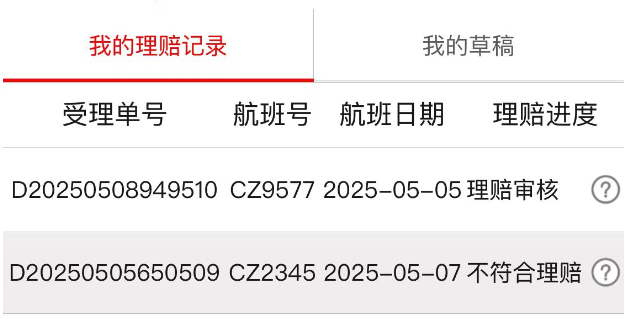 我的理赔记录 我的草稿
受理单号 航班号 航班日期 理赔进度
D20250508949510 CZ9577 2025-05-05 理赔审核 ?
D20250505650509 CZ2345 2025-05-07 不符合理赔 ?